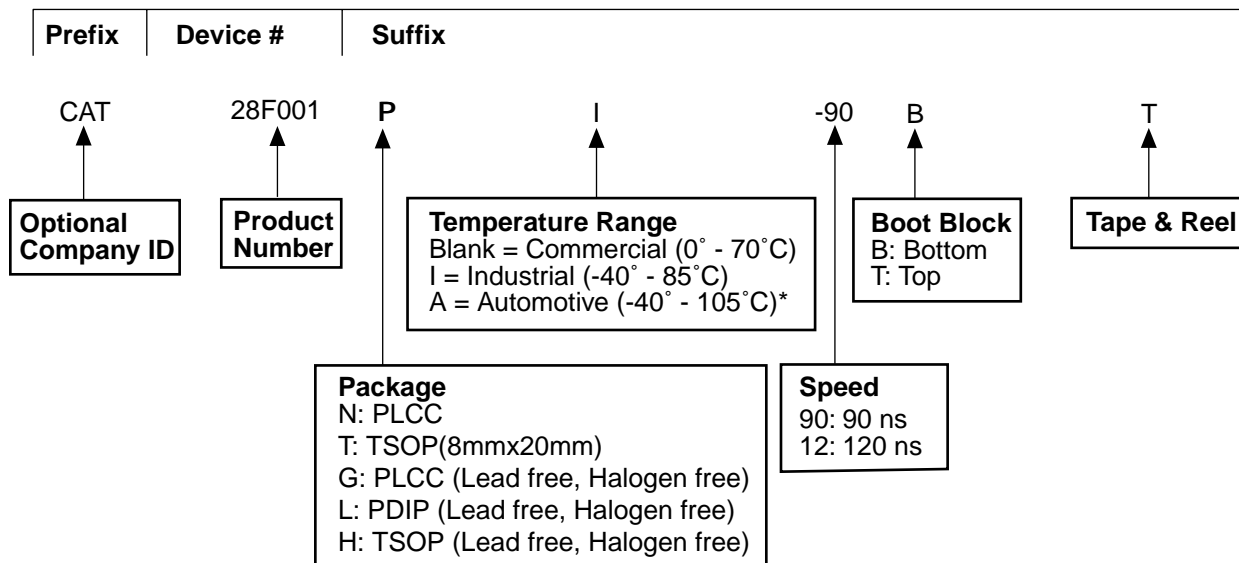 Prefix Device # Suffix
CAT 28F001 P I -90 B T
Optional
Company ID
Product
Number
Temperature Range
Blank = Commercial (0˚ - 70˚C)
I = Industrial (-40˚ - 85˚C)
A = Automotive (-40˚ - 105˚C)*
Boot Block
B: Bottom
T: Top
Tape & Reel
Package
N: PLCC
T: TSOP(8mmx20mm)
G: PLCC (Lead free, Halogen free)
L: PDIP (Lead free, Halogen free)
H: TSOP (Lead free, Halogen free)
Speed
90: 90 ns
12: 120 ns